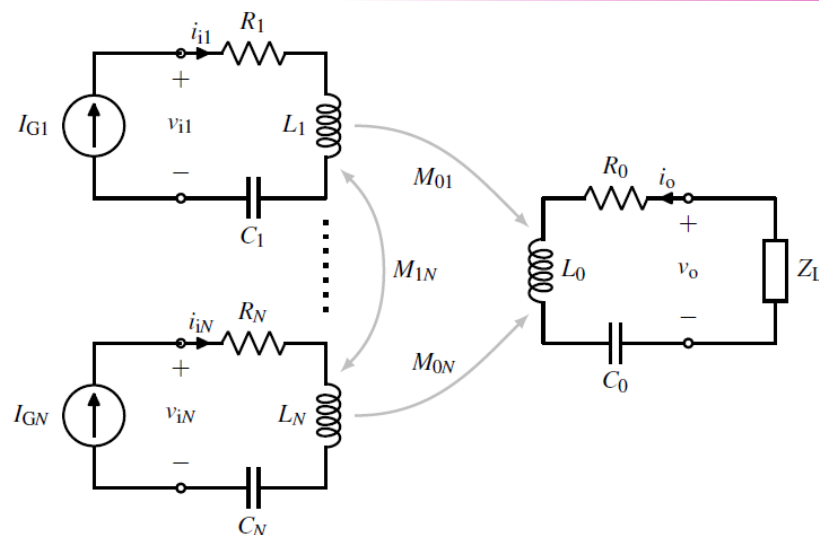 i_i1
R_1
+
I_G1
v_i1
L_1
−
C_1
M_01
R_0
i_o
+
M_1N
L_0
v_o
Z_L
−
C_0
i_iN
R_N
+
M_0N
I_GN
v_iN
L_N
−
C_N